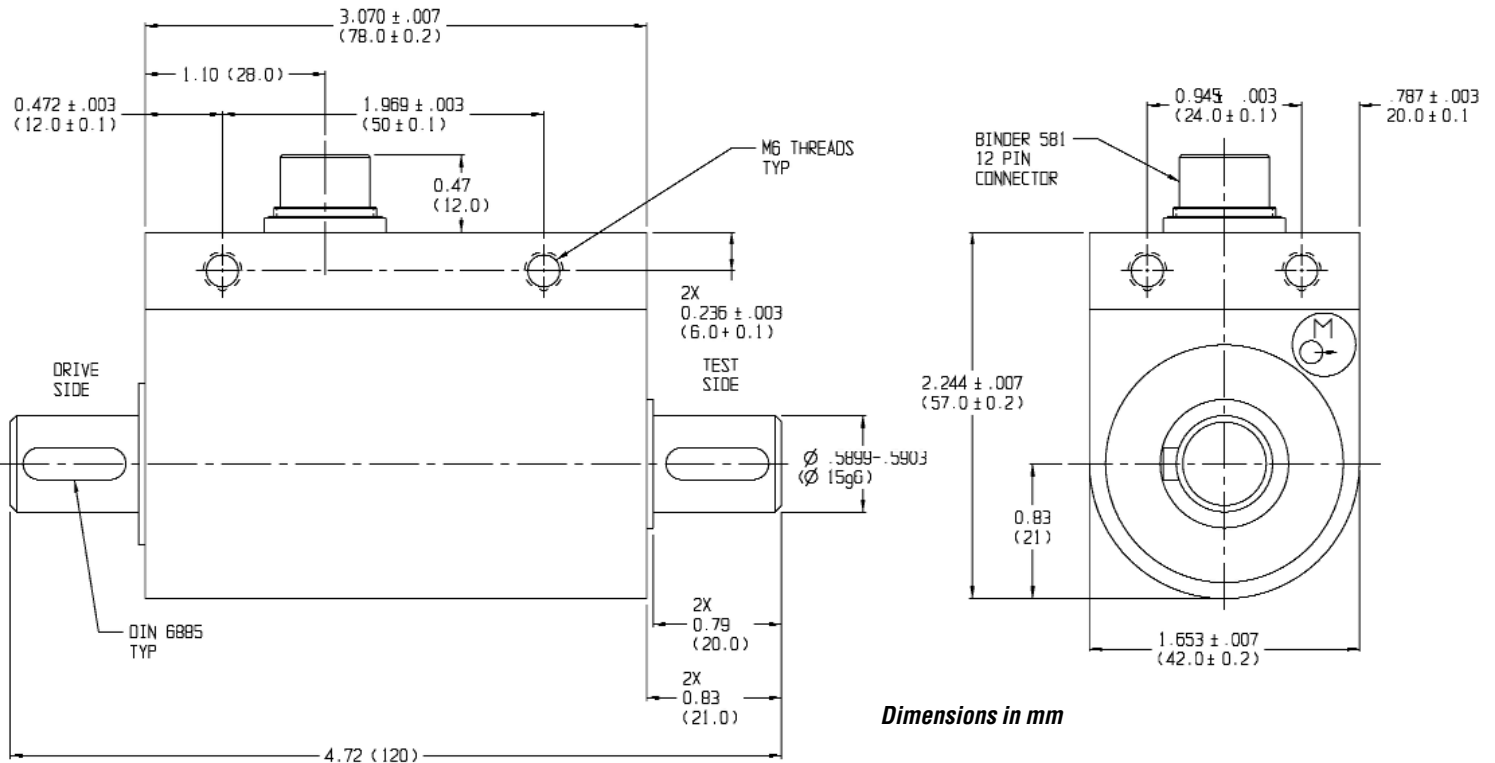 3.070 ± .007
(78.0 ± 0.2)
1.10 (28.0)
0.472 ± .003
(12.0 ± 0.1)
1.969 ± .003
(50 ± 0.1)
0.47
(12.0)
M6 THREADS
TYP
2X
0.236 ± .003
(6.0 + 0.1)
DRIVE
SIDE
TEST
SIDE
Ø .5899-.5903
(Ø 15g6)
DIN 6885
TYP
2X
0.79
(20.0)
2X
0.83
(21.0)
4.72 (120)
0.945 ± .003
(24.0 ± 0.1)
.787 ± .003
20.0 ± 0.1
BINDER 581
12 PIN
CONNECTOR
M
2.244 ± .007
(57.0 ± 0.2)
0.83
(21)
1.653 ± .007
(42.0 ± 0.2)
Dimensions in mm